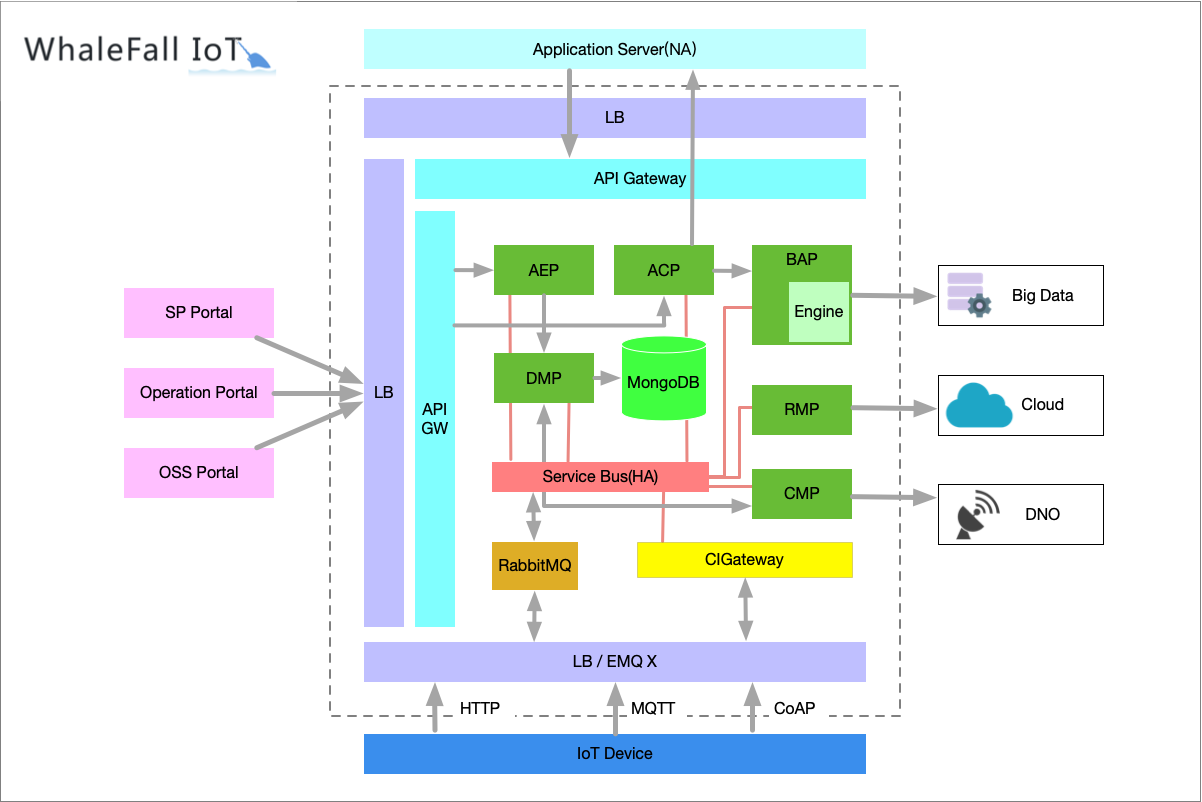 WhaleFall IoT
Application Server(NA)
LB
API Gateway
AEP
ACP
BAP
Engine
Big Data
SP Portal
DMP
MongoDB
Operation Portal
LB
API
GW
RMP
Cloud
OSS Portal
Service Bus(HA)
CMP
DNO
RabbitMQ
CIGateway
LB / EMQ X
HTTP
MQTT
CoAP
IoT Device